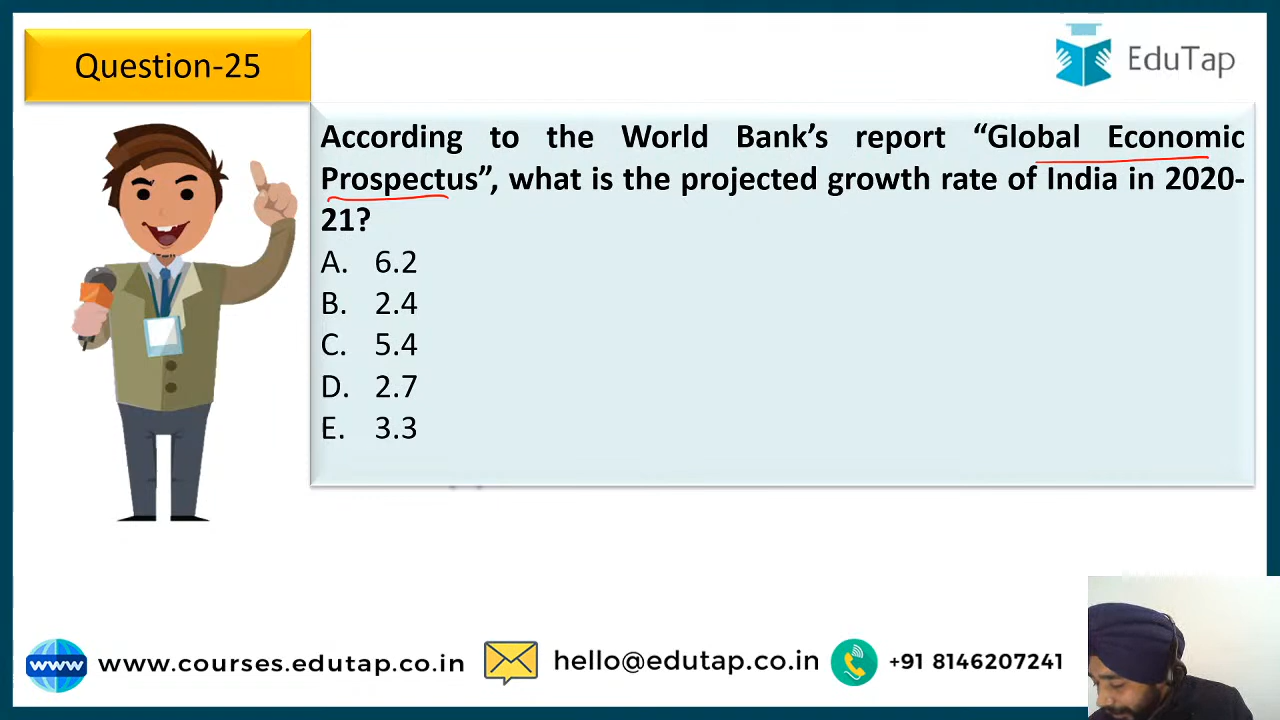 Question-25
EduTap
According to the World Bank’s report “Global Economic
Prospectus”, what is the projected growth rate of India in 2020-
21?
A. 6.2
B. 2.4
C. 5.4
D. 2.7
E. 3.3
www www.courses.edutap.co.in hello@edutap.co.in +91 8146207241